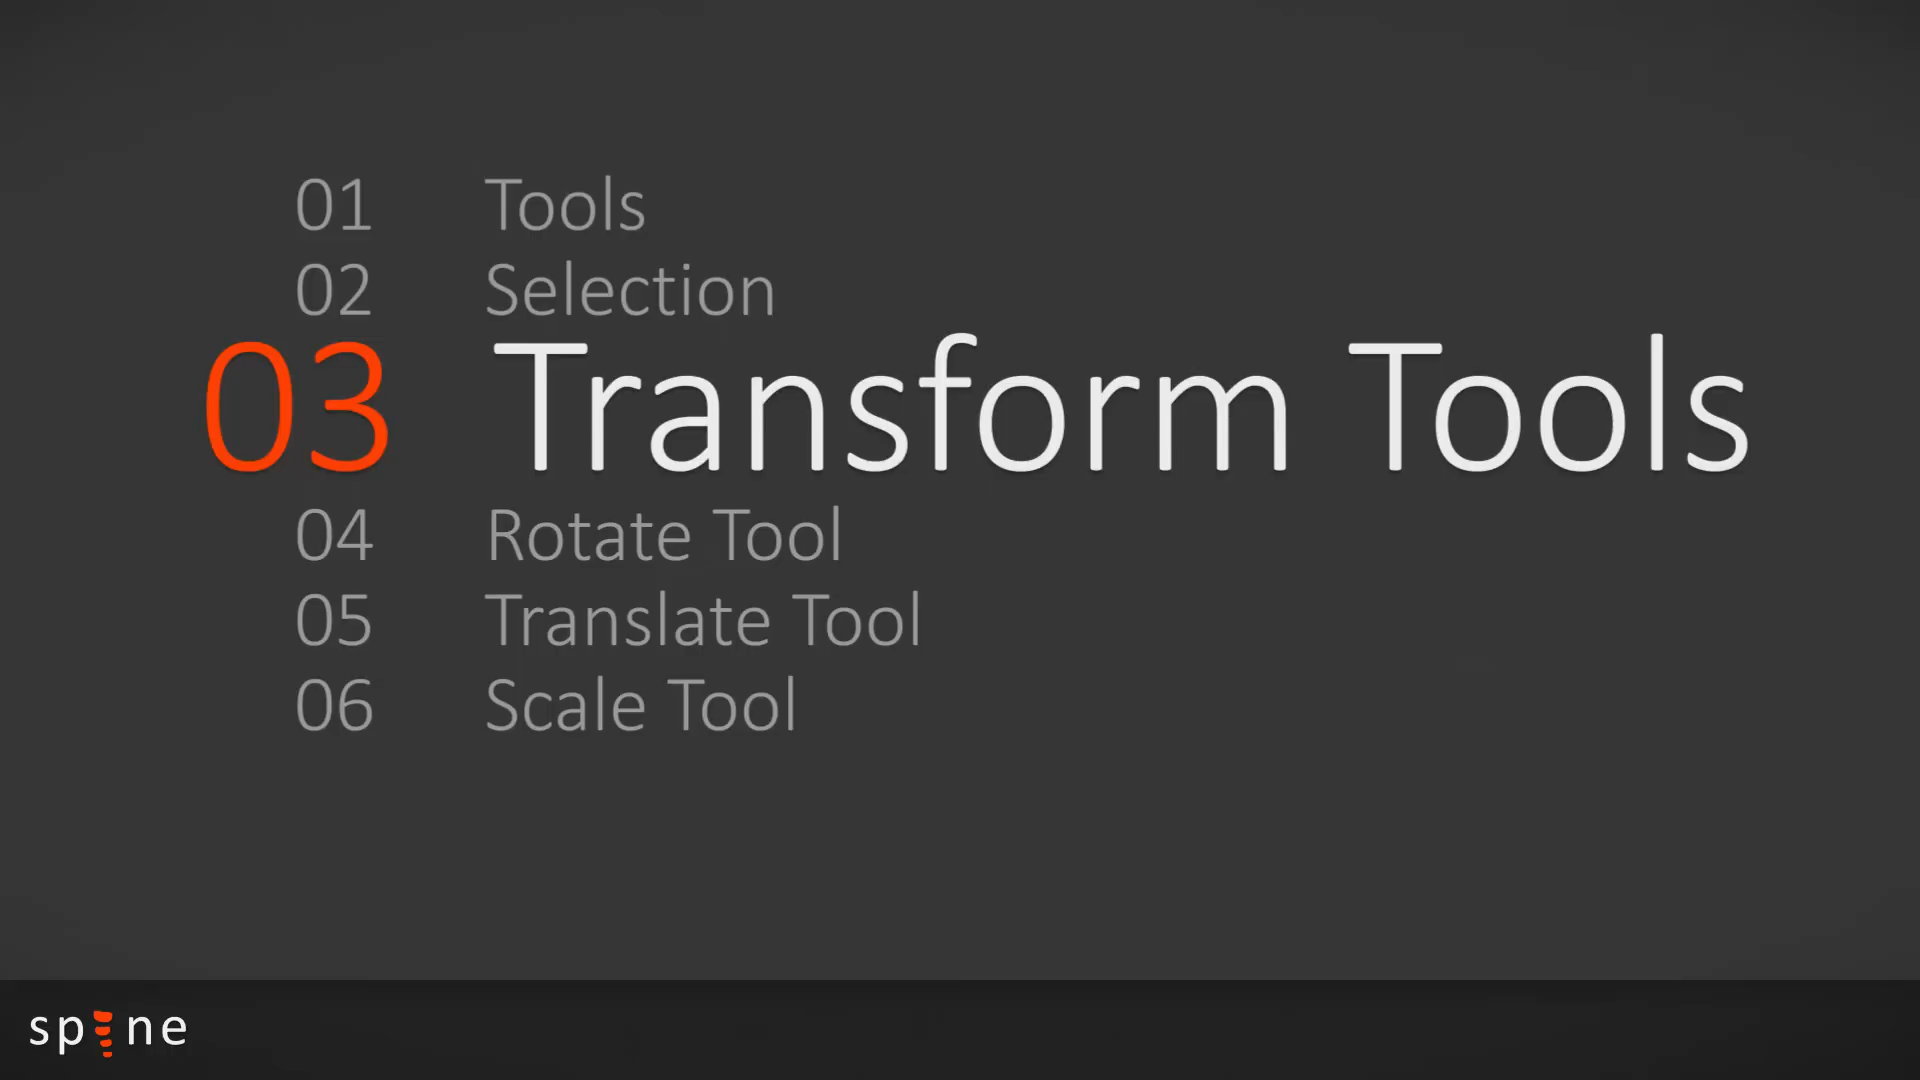 01 Tools
02 Selection
03 Transform Tools
04 Rotate Tool
05 Translate Tool
06 Scale Tool
spine